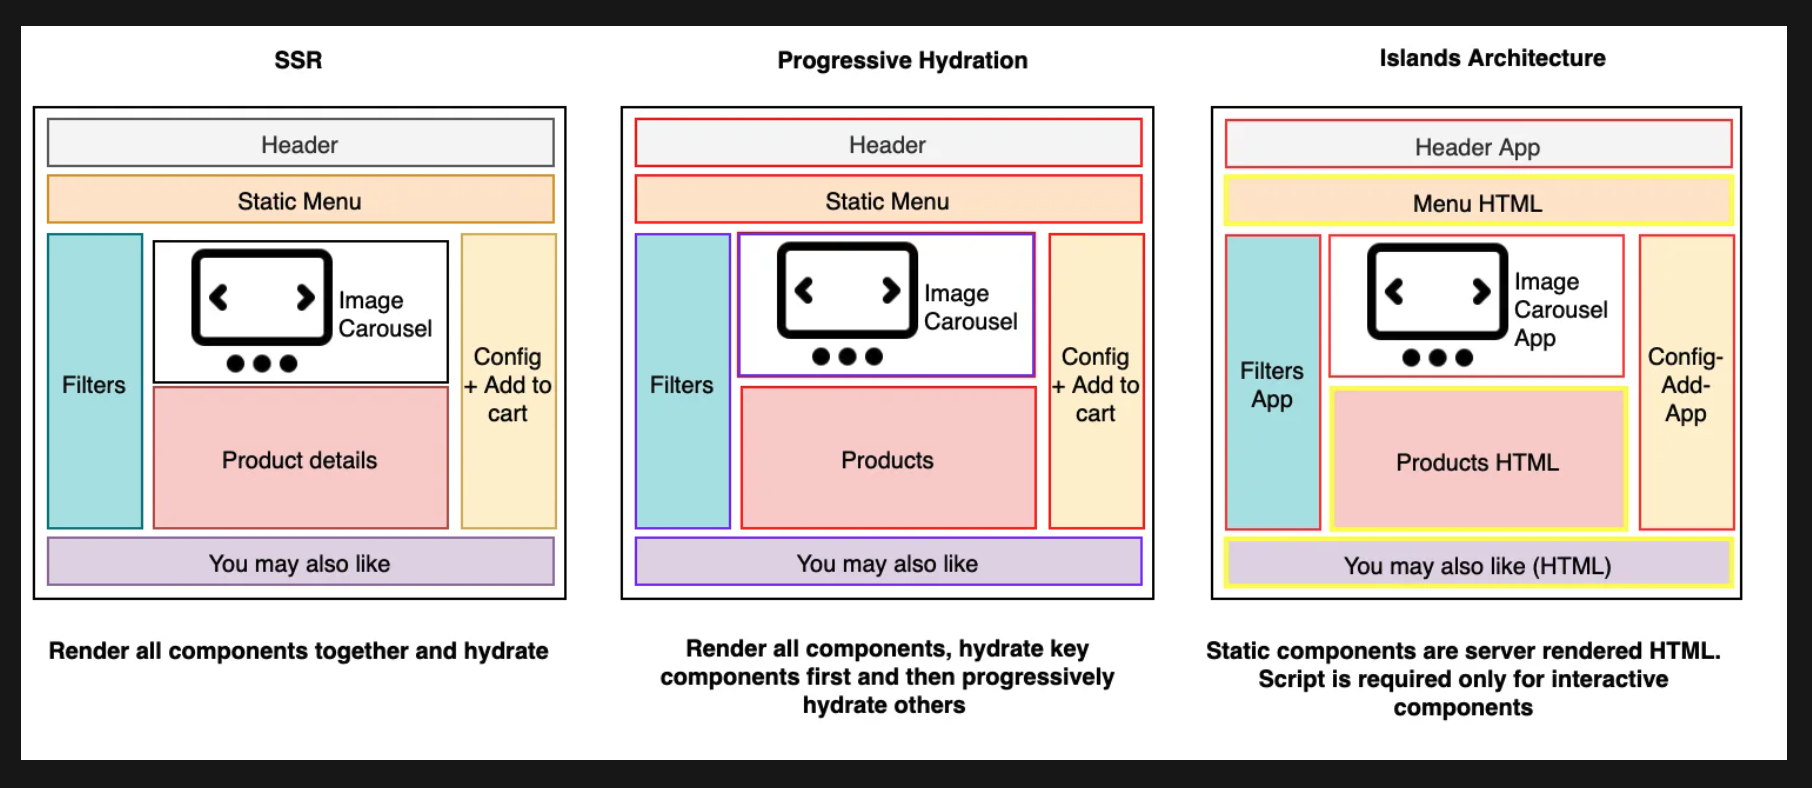 SSR
Header
Static Menu
Filters
Image
Carousel
Config
+ Add to
cart
Product details
You may also like
Render all components together and hydrate
Progressive Hydration
Header
Static Menu
Filters
Image
Carousel
Config
+ Add to
cart
Products
You may also like
Render all components, hydrate key
components first and then progressively
hydrate others
Islands Architecture
Header App
Menu HTML
Filters
App
Image
Carousel
App
Config-
Add-
App
Products HTML
You may also like (HTML)
Static components are server rendered HTML.
Script is required only for interactive
components